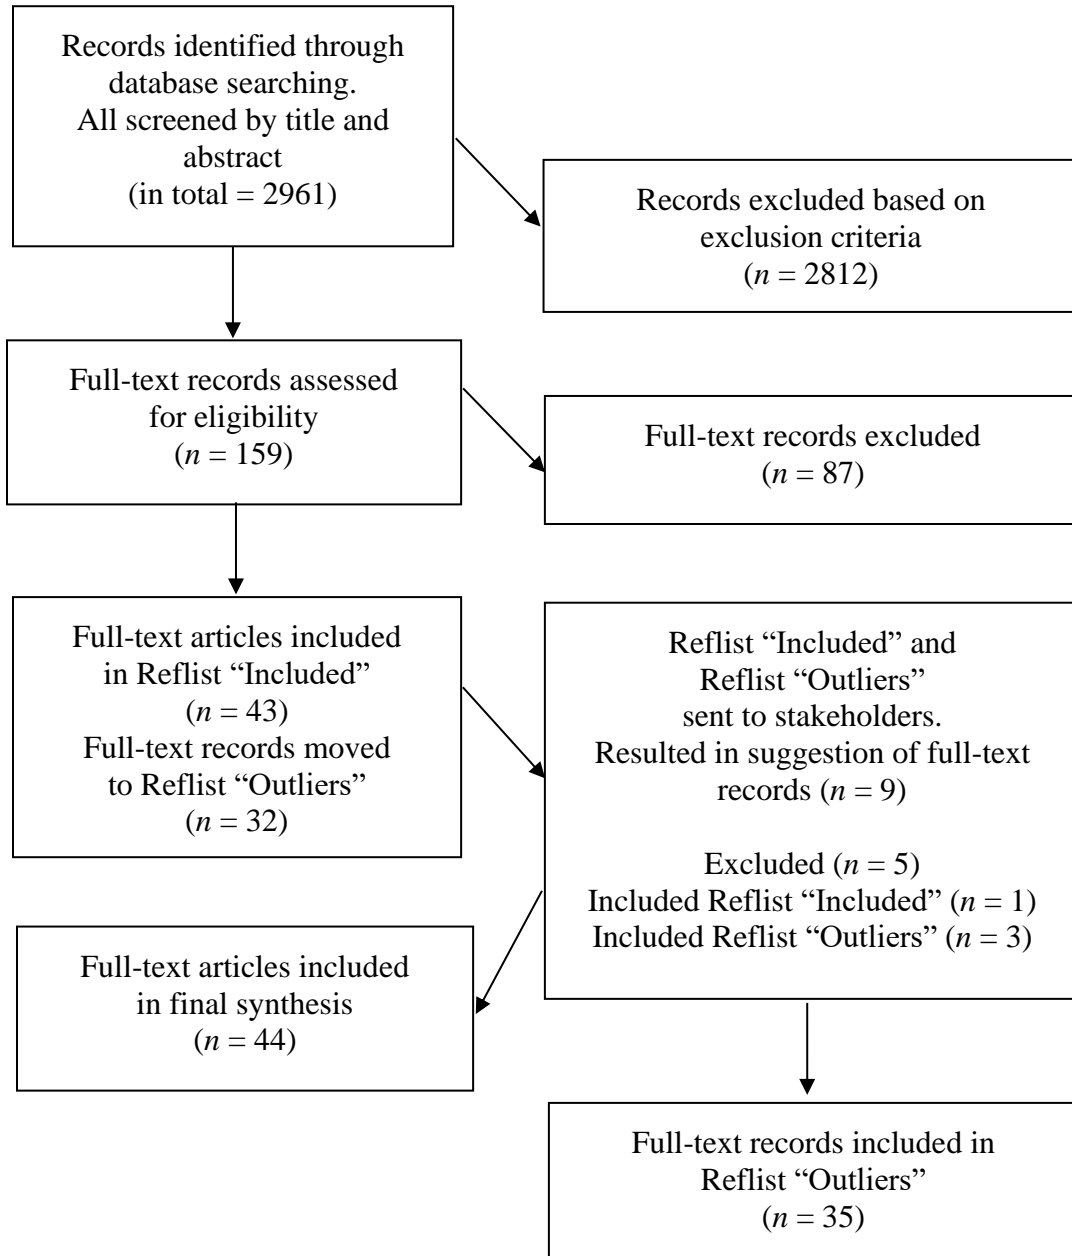 Records identified through
database searching.
All screened by title and
abstract
(in total = 2961)
Records excluded based on
exclusion criteria
(n = 2812)
Full-text records assessed
for eligibility
(n = 159)
Full-text records excluded
(n = 87)
Full-text articles included
in Reflist “Included”
(n = 43)
Full-text records moved
to Reflist “Outliers”
(n = 32)
Reflist “Included” and
Reflist “Outliers”
sent to stakeholders.
Resulted in suggestion of full-text
records (n = 9)
Excluded (n = 5)
Included Reflist “Included” (n = 1)
Included Reflist “Outliers” (n = 3)
Full-text articles included
in final synthesis
(n = 44)
Full-text records included in
Reflist “Outliers”
(n = 35)